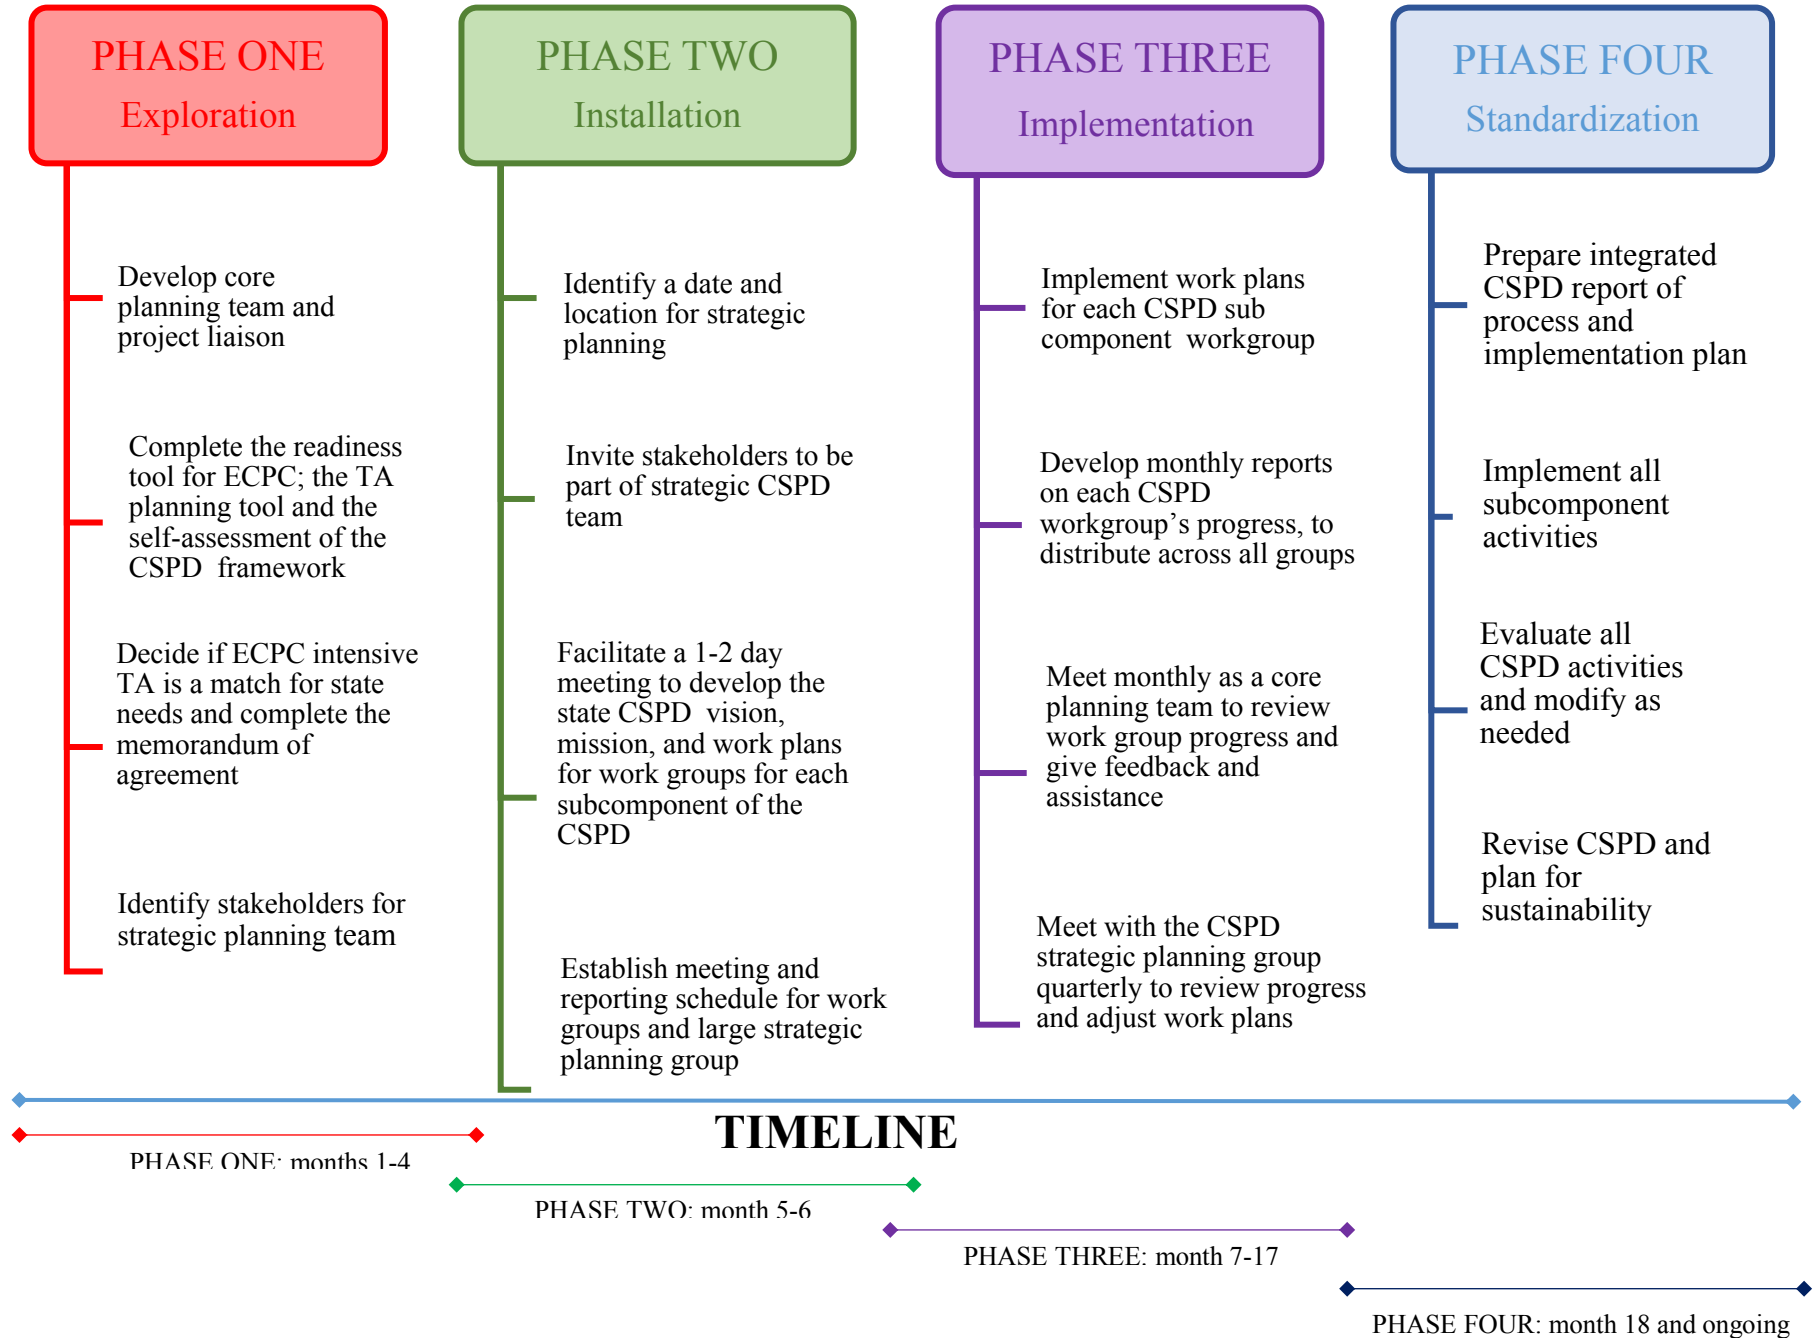 PHASE ONE
Exploration
Develop core
planning team and
project liaison
Complete the readiness
tool for ECPC; the TA
planning tool and the
self-assessment of the
CSPD framework
Decide if ECPC intensive
TA is a match for state
needs and complete the
memorandum of
agreement
Identify stakeholders for
strategic planning team
PHASE TWO
Installation
Identify a date and
location for strategic
planning
Invite stakeholders to be
part of strategic CSPD
team
Facilitate a 1-2 day
meeting to develop the
state CSPD vision,
mission, and work plans
for work groups for each
subcomponent of the
CSPD
Establish meeting and
reporting schedule for work
groups and large strategic
planning group
PHASE THREE
Implementation
Implement work plans
for each CSPD sub
component workgroup
Develop monthly reports
on each CSPD
workgroup’s progress, to
distribute across all groups
Meet monthly as a core
planning team to review
work group progress and
give feedback and
assistance
Meet with the CSPD
strategic planning group
quarterly to review progress
and adjust work plans
PHASE FOUR
Standardization
Prepare integrated
CSPD report of
process and
implementation plan
Implement all
subcomponent
activities
Evaluate all
CSPD activities
and modify as
needed
Revise CSPD and
plan for
sustainability
TIMELINE
PHASE ONE: months 1-4
PHASE TWO: month 5-6
PHASE THREE: month 7-17
PHASE FOUR: month 18 and ongoing